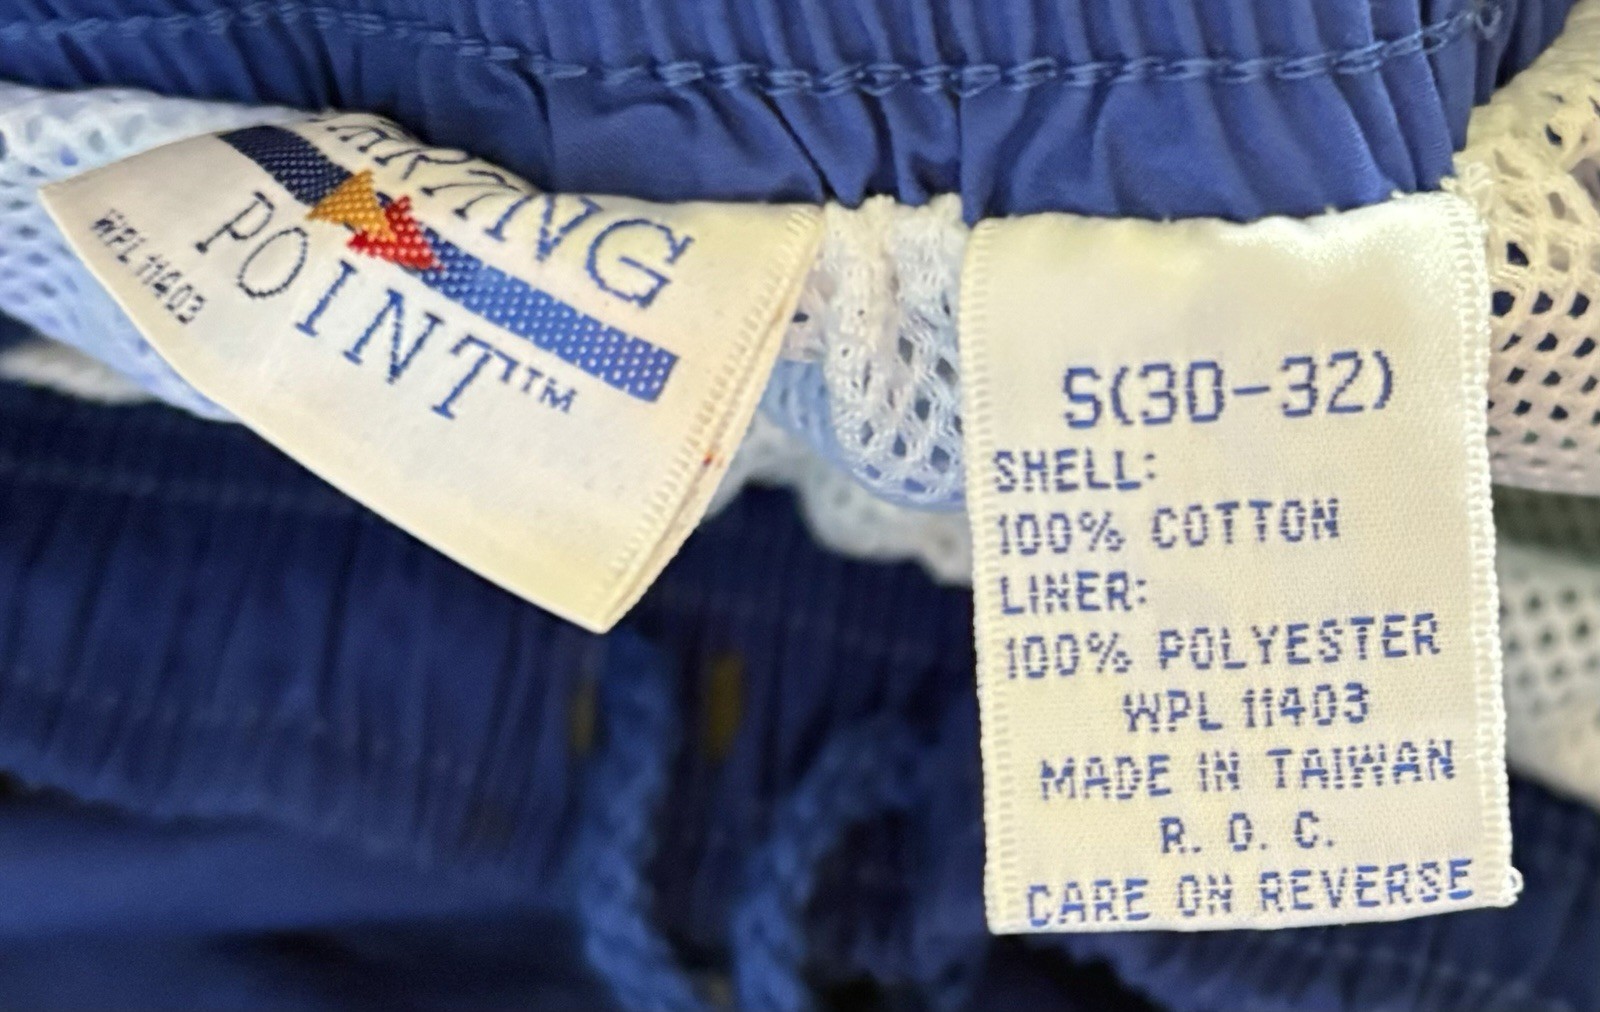 ARTING
POINT™
WPL 11403
S(30-32)
SHELL:
100% COTTON
LINER:
100% POLYESTER
WPL 11403
MADE IN TAIWAN
R. O. C.
CARE ON REVERSE